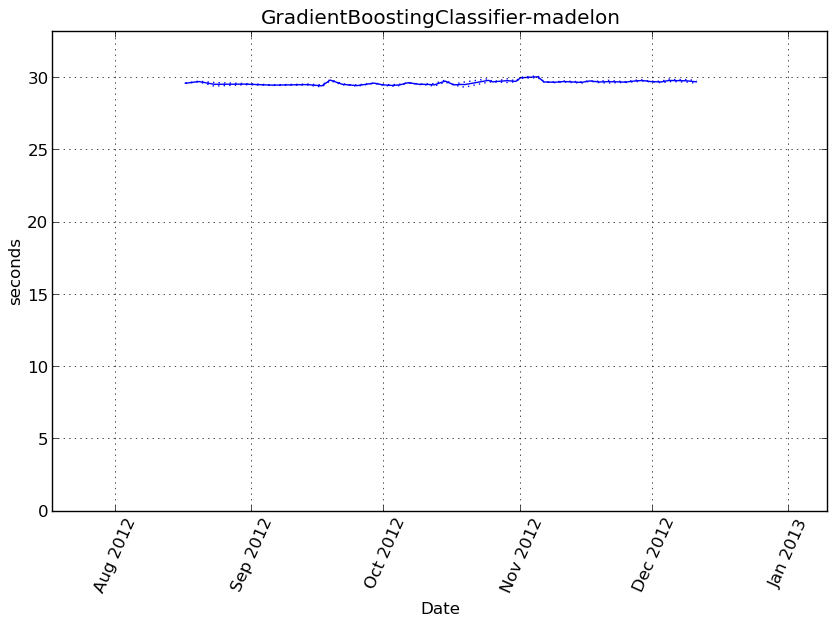 GradientBoostingClassifier-madelon
30
25
20
15
10
5
0
seconds
Aug 2012
Sep 2012
Oct 2012
Nov 2012
Dec 2012
Jan 2013
Date